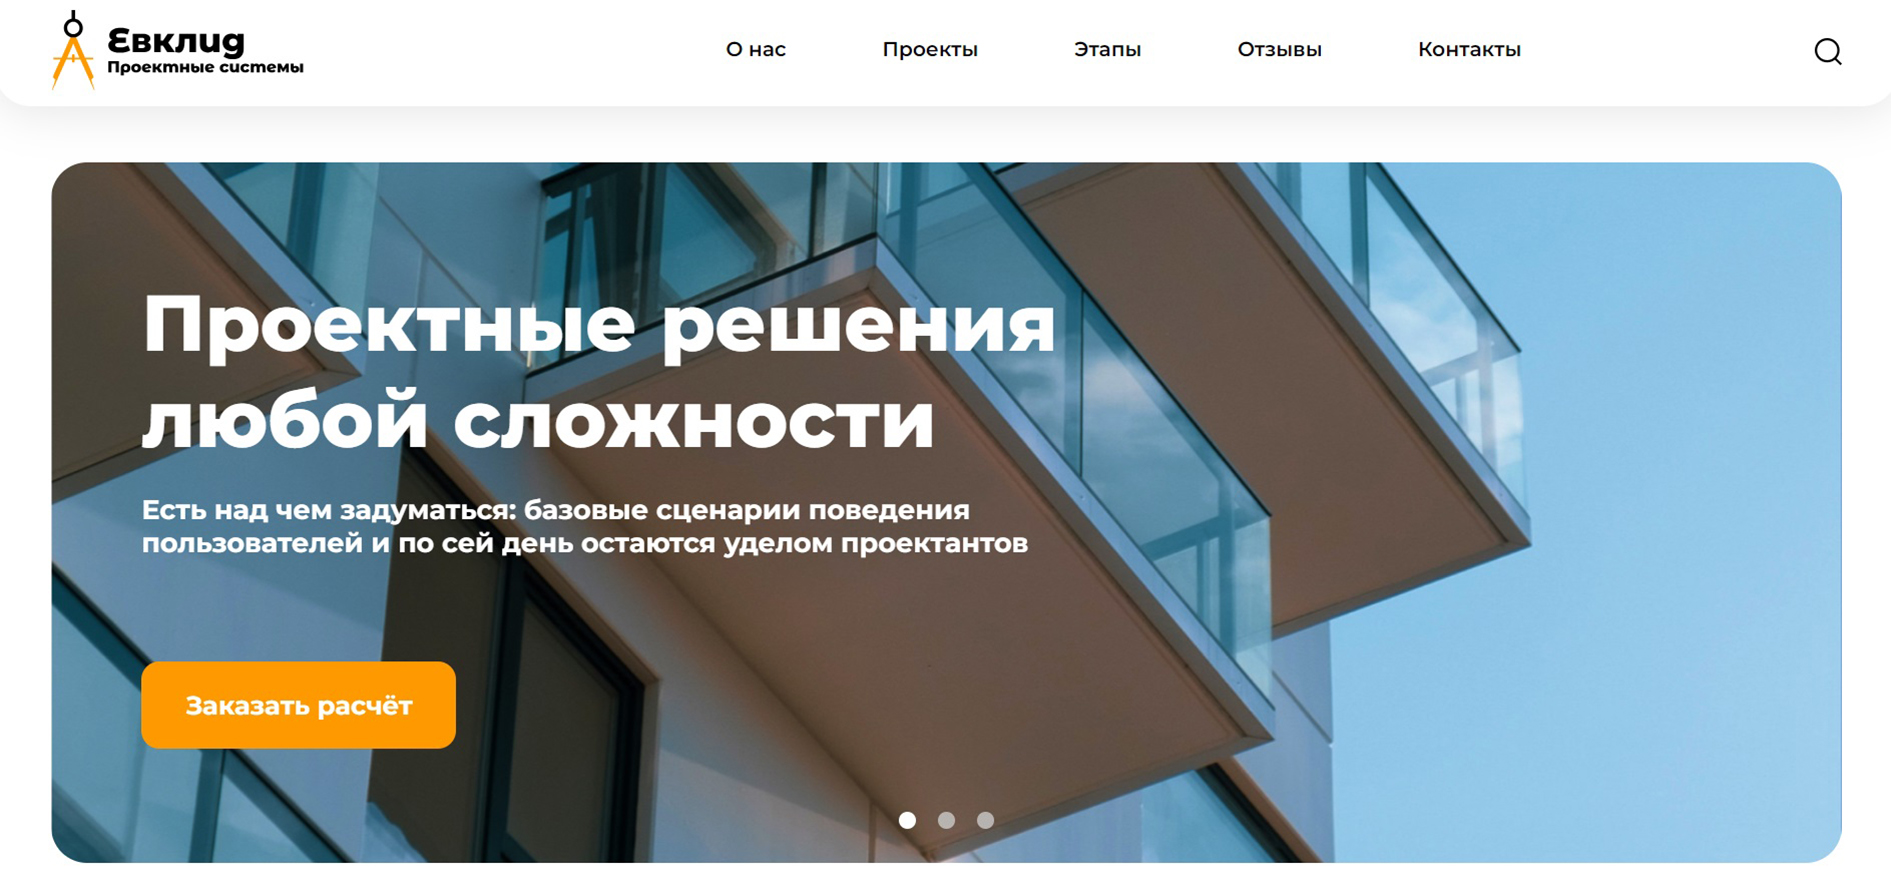 Евклид
Проектные системы
О нас
Проекты
Этапы
Отзывы
Контакты
Проектные решения
любой сложности
Есть над чем задуматься: базовые сценарии поведения
пользователей и по сей день остаются уделом проектантов
Заказать расчёт